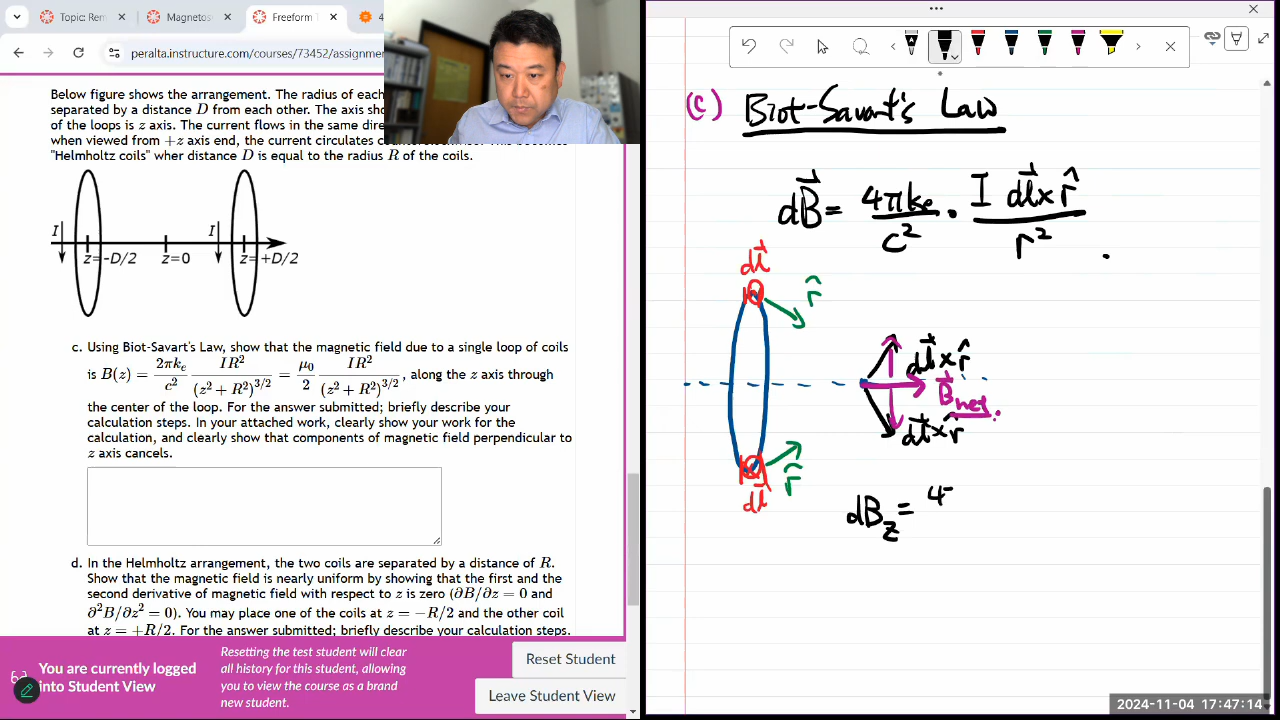 Topic: Rem
Magnetos
Freeform T
4
peralta.instructure.com/courses/73452/assignme
Below figure shows the arrangement. The radius of each
separated by a distance D from each other. The axis sho
of the loops is z axis. The current flows in the same dire
when viewed from +z axis end, the current circulates
"Helmholtz coils" wher distance D is equal to the radius R of the coils.
I I
z=-D/2 z=0 z=+D/2
c. Using Biot-Savart's Law, show that the magnetic field due to a single loop of coils
is B(z) = 2πke/c² IR²/(z² + R²)^3/2 = μ0/2 IR²/(z² + R²)^3/2, along the z axis through
the center of the loop. For the answer submitted; briefly describe your
calculation steps. In your attached work, clearly show your work for the
calculation, and clearly show that components of magnetic field perpendicular to
z axis cancels.
d. In the Helmholtz arrangement, the two coils are separated by a distance of R.
Show that the magnetic field is nearly uniform by showing that the first and the
second derivative of magnetic field with respect to z is zero (∂B/∂z = 0 and
∂²B/∂z² = 0). You may place one of the coils at z = −R/2 and the other coil
at z = +R/2. For the answer submitted; briefly describe your calculation steps.
You are currently logged
into Student View
Resetting the test student will clear
all history for this student, allowing
you to view the course as a brand
new student.
Reset Student
Leave Student View
(c) Biot-Savart's Law
dB⃗ = 4πke/c² · I dl⃗ × r̂ / r²
dl⃗
r̂
dl⃗ × r̂
B⃗net
dl⃗ × r̂
r̂
dl⃗
dBz = 4
2024-11-04 17:47:14